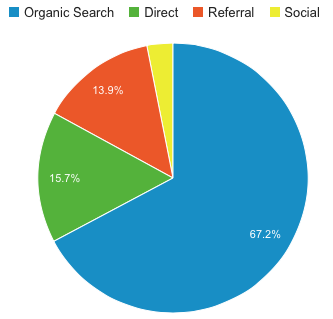 Organic Search Direct Referral Social
13.9%
15.7%
67.2%